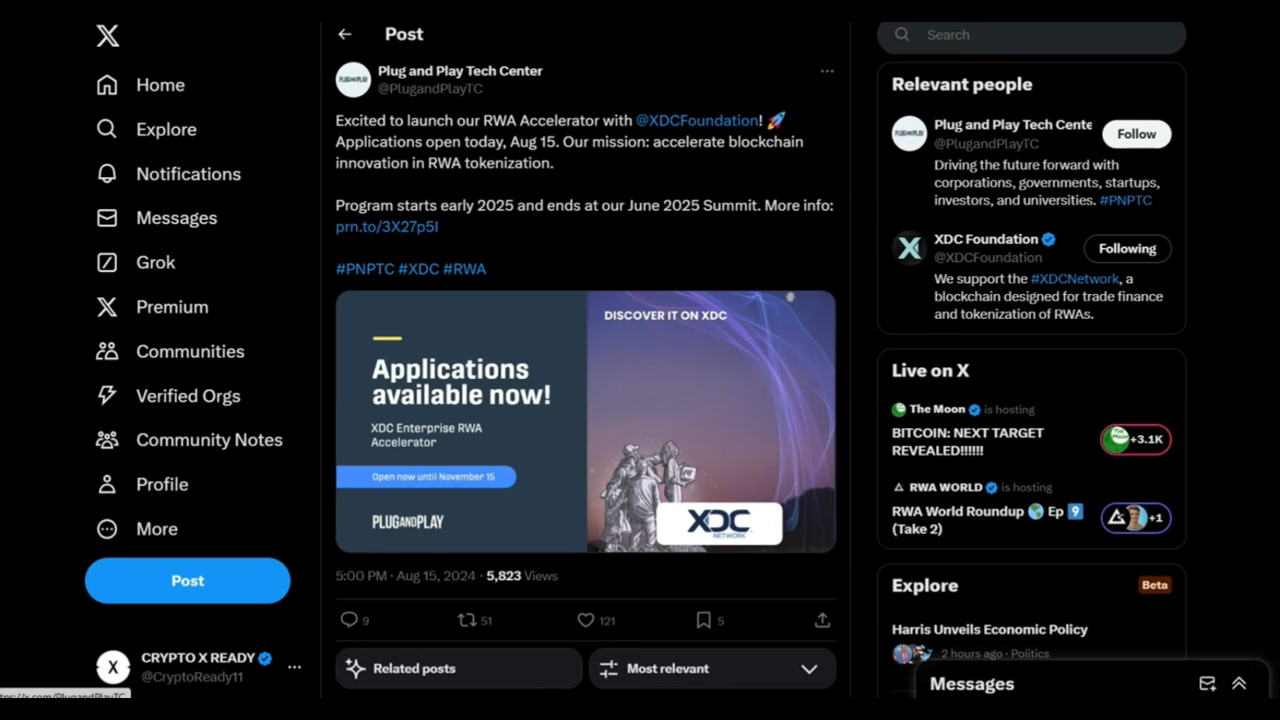 Home
Explore
Notifications
Messages
Grok
Premium
Communities
Verified Orgs
Community Notes
Profile
More
Post
CRYPTO X READY
@CryptoReady11
Post
Plug and Play Tech Center
@PlugandPlayTC
Excited to launch our RWA Accelerator with @XDCFoundation! 🚀
Applications open today, Aug 15. Our mission: accelerate blockchain
innovation in RWA tokenization.
Program starts early 2025 and ends at our June 2025 Summit. More info:
prn.to/3X27p5I
#PNPTC #XDC #RWA
Applications
available now!
XDC Enterprise RWA
Accelerator
Open now until November 15
PLUGANDPLAY
DISCOVER IT ON XDC
XDC
NETWORK
5:00 PM · Aug 15, 2024 · 5,823 Views
9
51
121
5
Related posts
Most relevant
Search
Relevant people
Plug and Play Tech Cente
@PlugandPlayTC
Follow
Driving the future forward with
corporations, governments, startups,
investors, and universities. #PNPTC
XDC Foundation
@XDCFoundation
Following
We support the #XDCNetwork, a
blockchain designed for trade finance
and tokenization of RWAs.
Live on X
The Moon is hosting
BITCOIN: NEXT TARGET
REVEALED!!!!!!
+3.1K
RWA WORLD is hosting
RWA World Roundup 🌎 Ep 9️⃣
(Take 2)
+1
Explore
Beta
Harris Unveils Economic Policy
2 hours ago · Politics
Messages